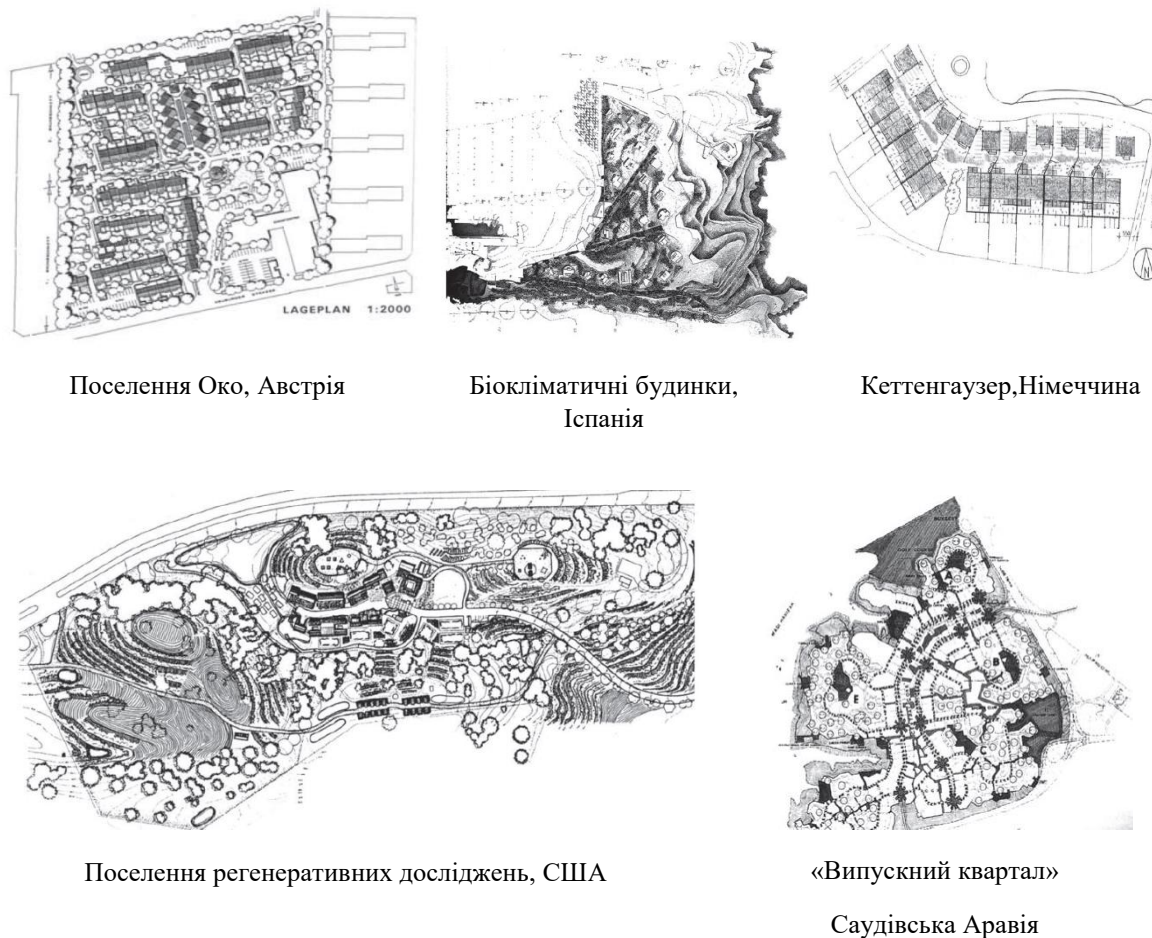 LAGEPLAN 1:2000
N
Поселення Око, Австрія
Біокліматичні будинки,
Іспанія
Кеттенгаузер,Німеччина
Поселення регенеративних досліджень, США
«Випускний квартал»
Саудівська Аравія
A
B
E
C